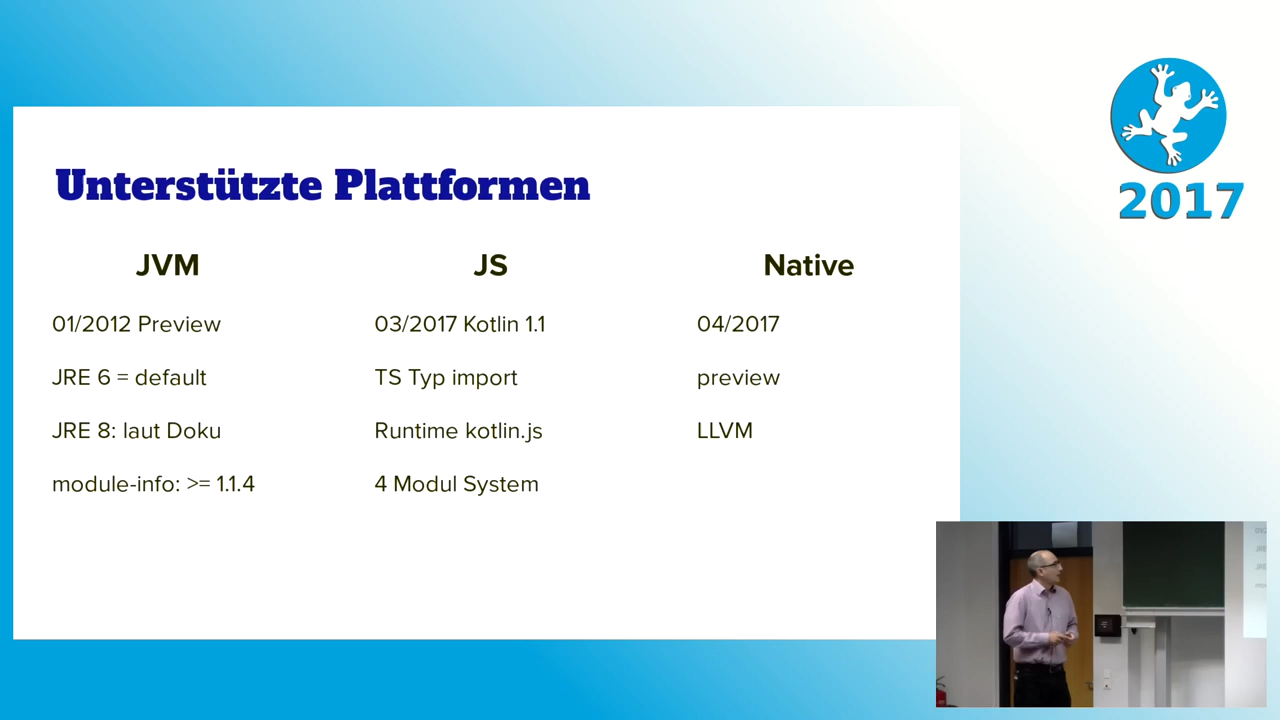 2017
Unterstützte Plattformen
JVM
01/2012 Preview
JRE 6 = default
JRE 8: laut Doku
module-info: >= 1.1.4
JS
03/2017 Kotlin 1.1
TS Typ import
Runtime kotlin.js
4 Modul System
Native
04/2017
preview
LLVM